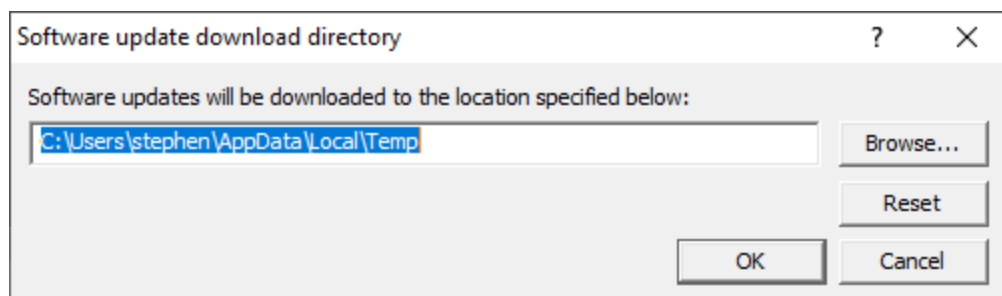 Software update download directory ?
Software updates will be downloaded to the location specified below:
C:\Users\stephen\AppData\Local\Temp
Browse...
Reset
OK
Cancel